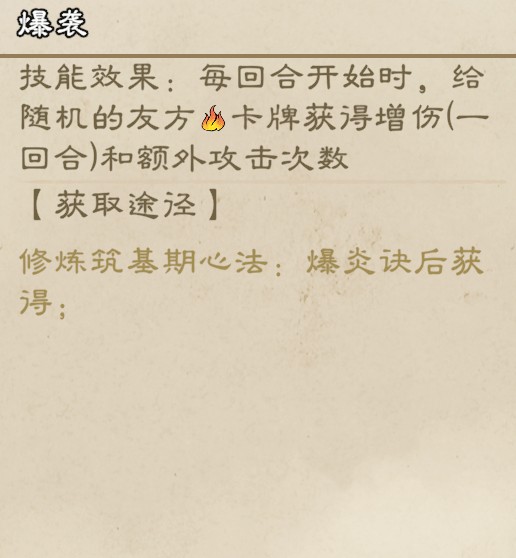 爆袭
技能效果：每回合开始时，给
随机的友方🔥卡牌获得增伤(一
回合)和额外攻击次数
【获取途径】
修炼筑基期心法：爆炎诀后获
得；